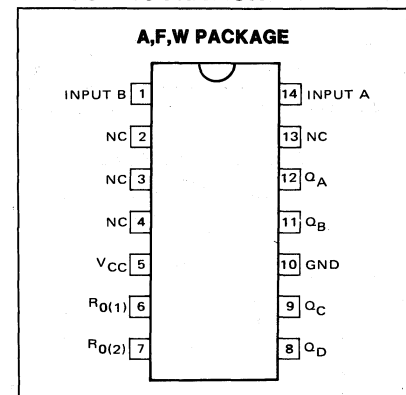 A,F,W PACKAGE
INPUT B 1
14 INPUT A
NC 2
13 NC
NC 3
12 QA
NC 4
11 QB
VCC 5
10 GND
R0(1) 6
9 QC
R0(2) 7
8 QD